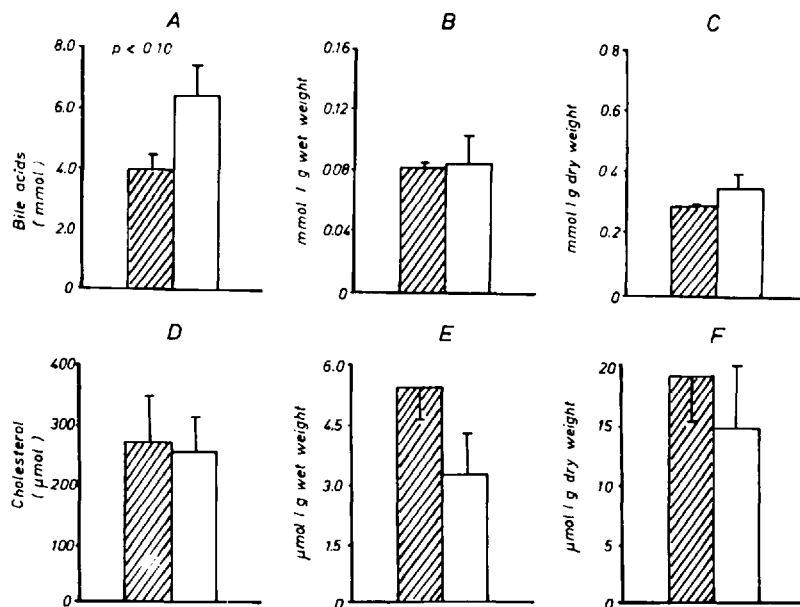 A
p < 0.10
8.0
6.0
4.0
2.0
0
Bile acids
( mmol )
B
0.16
0.12
0.08
0.04
0
mmol / g wet weight
C
0.8
0.6
0.4
0.2
0
mmol / g dry weight
D
400
300
200
100
0
Cholesterol
( μmol )
E
6.0
4.5
3.0
1.5
0
μmol / g wet weight
F
20
15
10
5
0
μmol / g dry weight